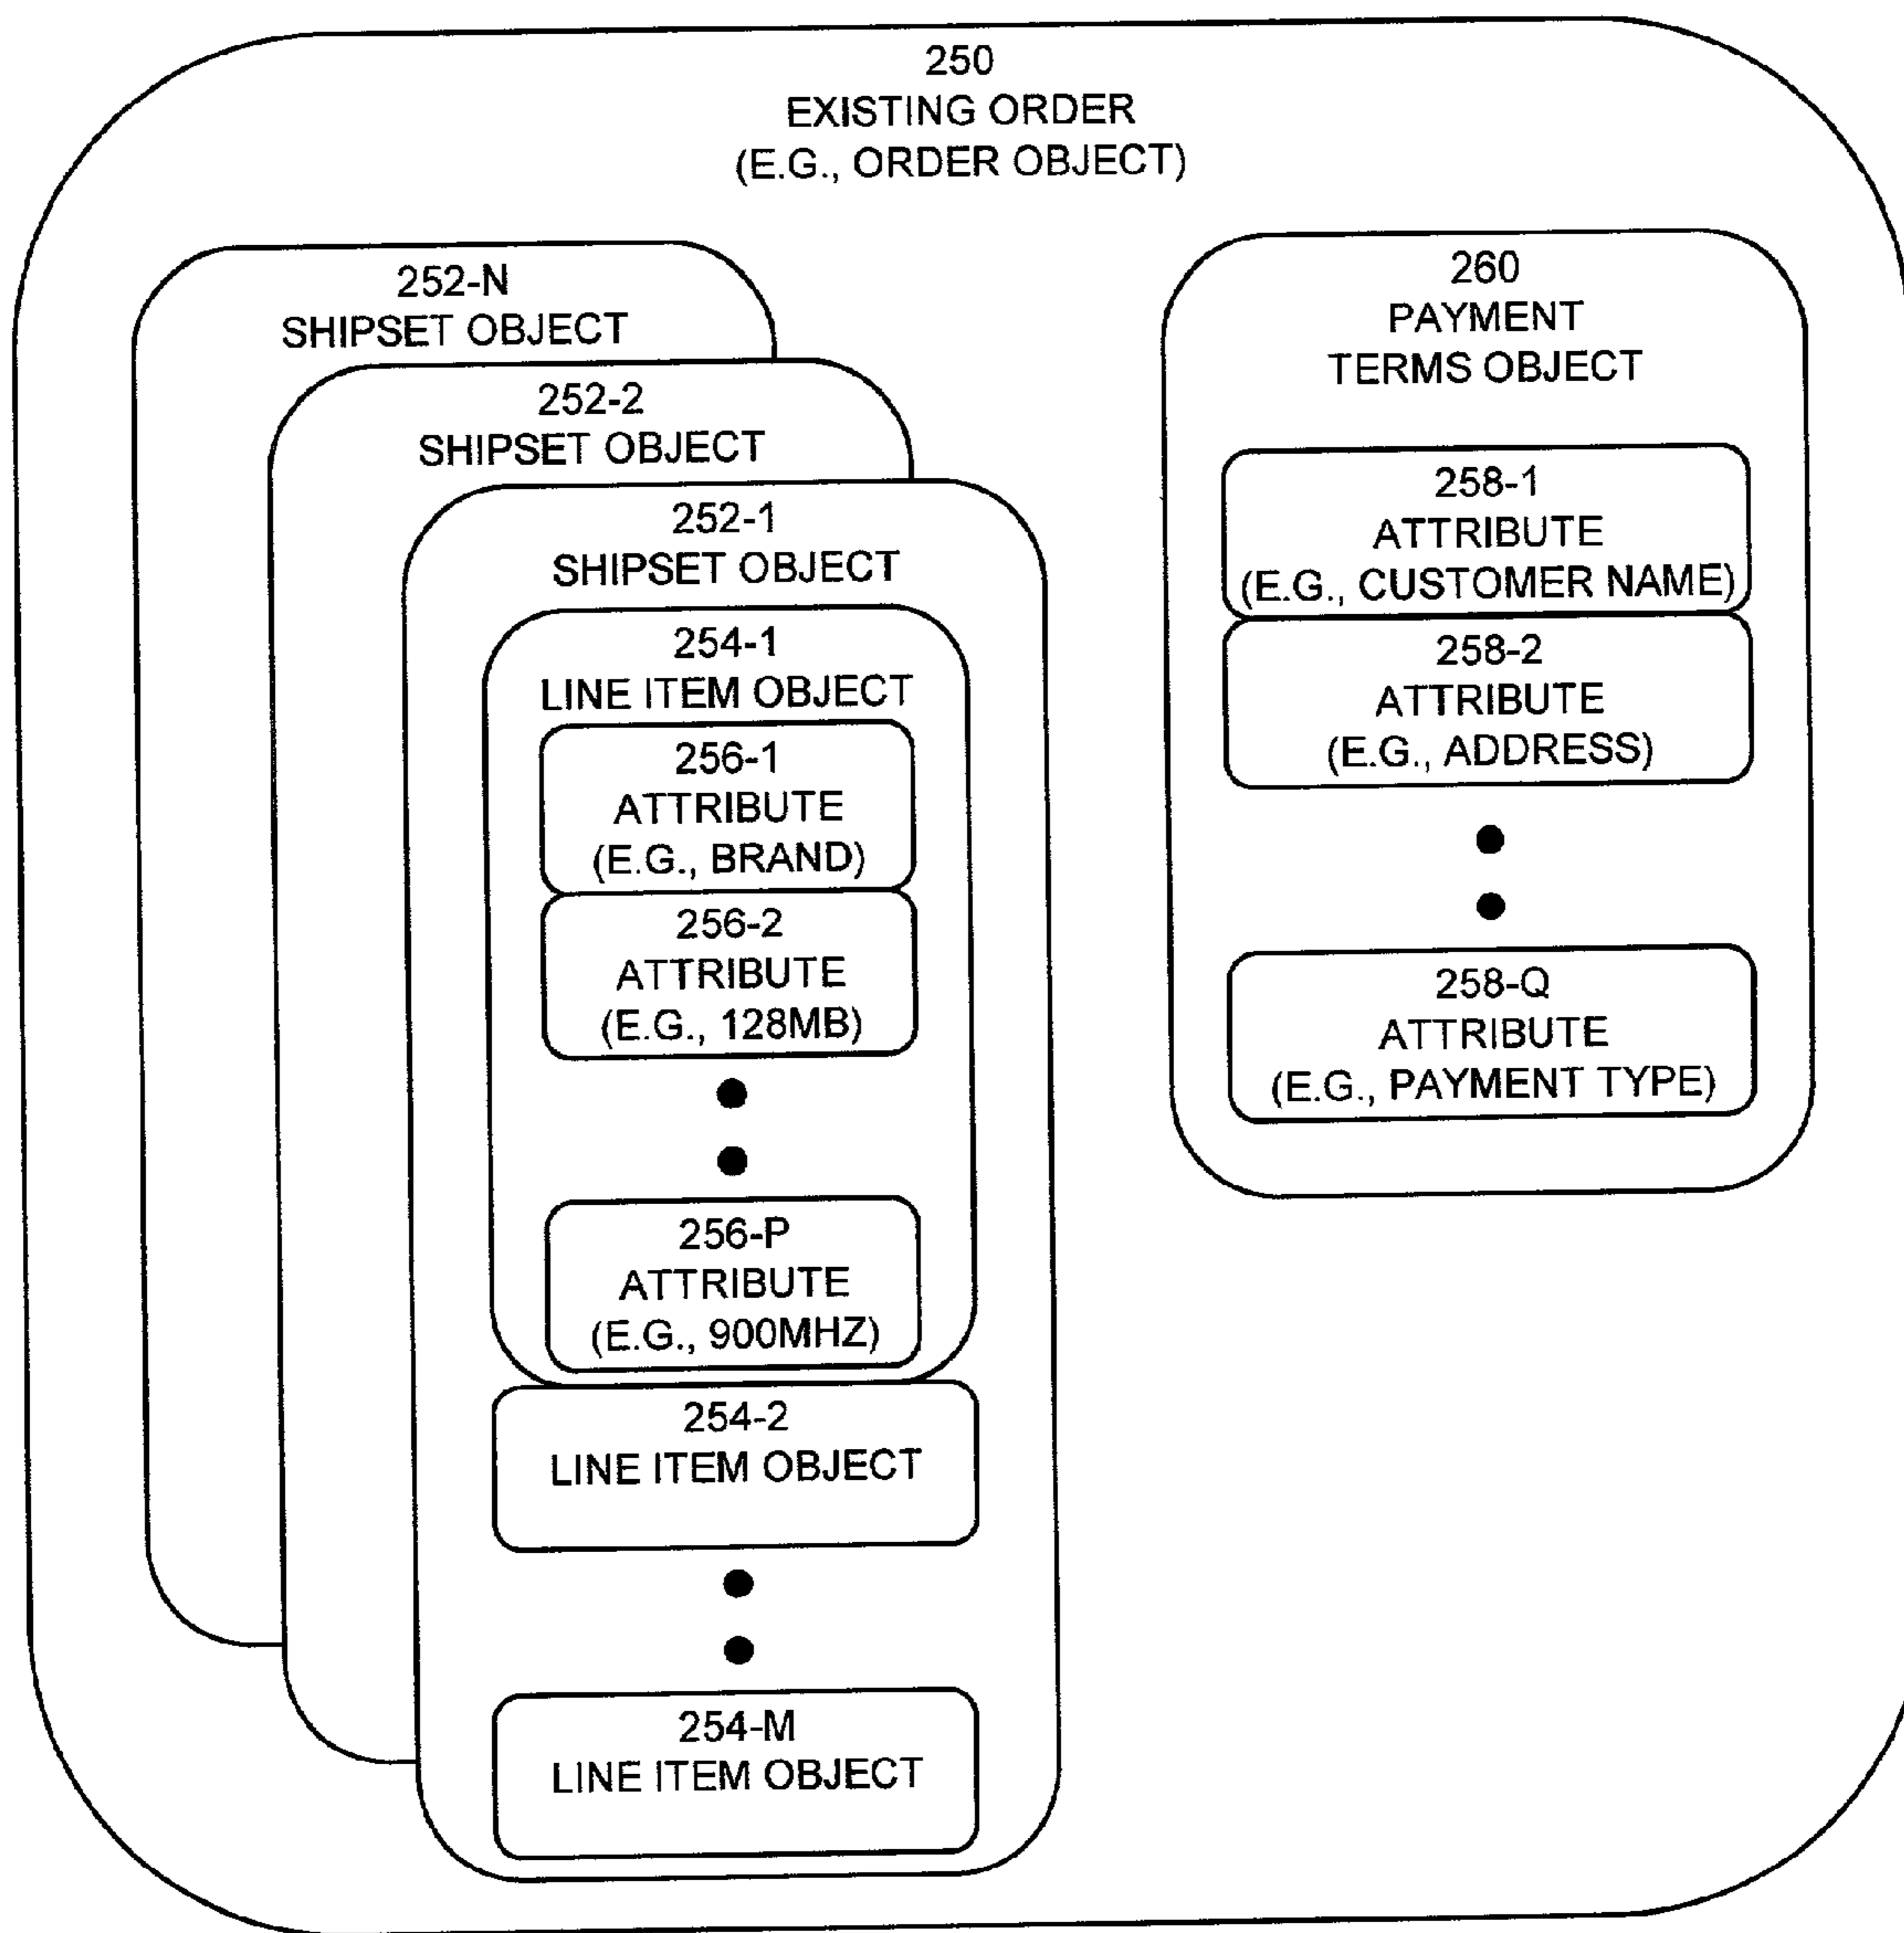 250
EXISTING ORDER
(E.G., ORDER OBJECT)
252-N
SHIPSET OBJECT
252-2
SHIPSET OBJECT
252-1
SHIPSET OBJECT
254-1
LINE ITEM OBJECT
256-1
ATTRIBUTE
(E.G., BRAND)
256-2
ATTRIBUTE
(E.G., 128MB)
256-P
ATTRIBUTE
(E.G., 900MHZ)
254-2
LINE ITEM OBJECT
254-M
LINE ITEM OBJECT
260
PAYMENT
TERMS OBJECT
258-1
ATTRIBUTE
(E.G., CUSTOMER NAME)
258-2
ATTRIBUTE
(E.G., ADDRESS)
258-Q
ATTRIBUTE
(E.G., PAYMENT TYPE)